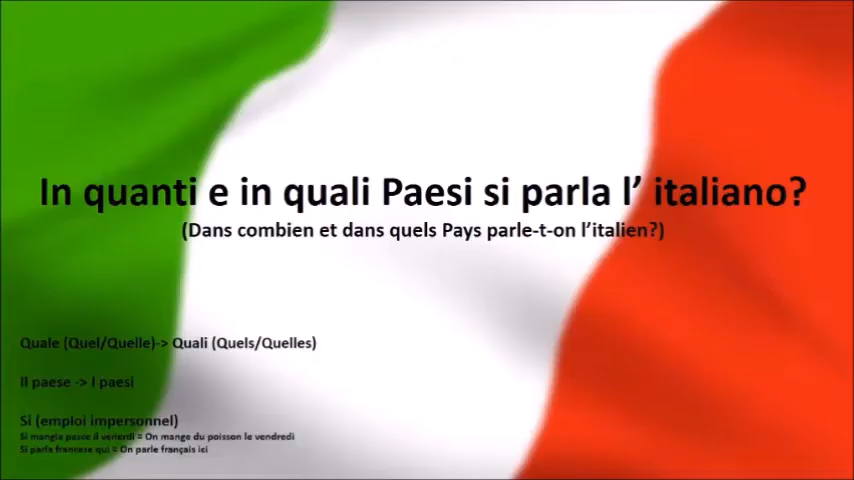 In quanti e in quali Paesi si parla l’ italiano?
(Dans combien et dans quels Pays parle-t-on l’italien?)
Quale (Quel/Quelle)-> Quali (Quels/Quelles)
Il paese -> I paesi
Si (emploi impersonnel)
Si mangia pesce il venerdì = On mange du poisson le vendredi
Si parla francese qui = On parle français ici